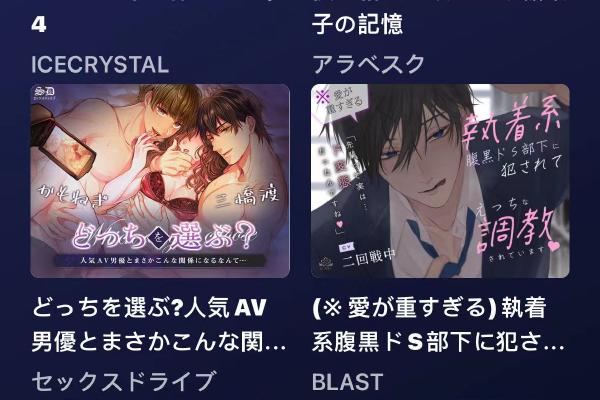 4
子の記憶
ICECRYSTAL
アラベスク
がそねき
三橋渡
どっちを選ぶ?
人気AV男優とまさかこんな関係になるなんて…
※愛が
重すぎる
執着系
腹黒ドS部下に
犯されて
えっちな
調教
されています
CV
二回戦中
どっちを選ぶ?人気 AV
男優とまさかこんな関…
セックスドライブ
(※ 愛が重すぎる) 執着
系腹黒ドS部下に犯さ…
BLAST